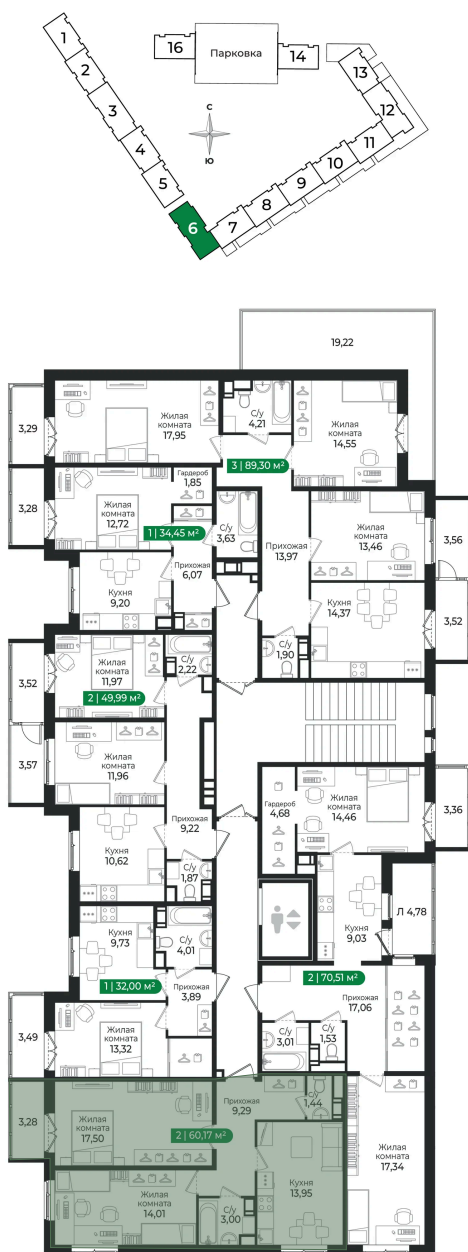 1
2
3
4
5
6
7
8
9
10
11
12
13
14
16
Парковка
С
Ю
19,22
3,29
Жилая
комната
17,95
С/у
4,21
Жилая
комната
14,55
3 | 89,30 м²
3,28
Жилая
комната
12,72
Гардероб
1,85
1 | 34,45 м²
С/у
3,63
Прихожая
13,97
Жилая
комната
13,46
3,56
Прихожая
6,07
Кухня
9,20
Кухня
14,37
3,52
С/у
1,90
3,52
Жилая
комната
11,97
С/у
2,22
2 | 49,99 м²
3,57
Жилая
комната
11,96
Прихожая
9,22
Кухня
10,62
С/у
1,87
Гардероб
4,68
Жилая
комната
14,46
3,36
Кухня
9,03
Л 4,78
Кухня
9,73
С/у
4,01
1 | 32,00 м²
Прихожая
3,89
2 | 70,51 м²
Прихожая
17,06
3,49
Жилая
комната
13,32
С/у
3,01
С/у
1,53
3,28
Жилая
комната
17,50
Прихожая
9,29
С/у
1,44
2 | 60,17 м²
Жилая
комната
17,34
Жилая
комната
14,01
С/у
3,00
Кухня
13,95